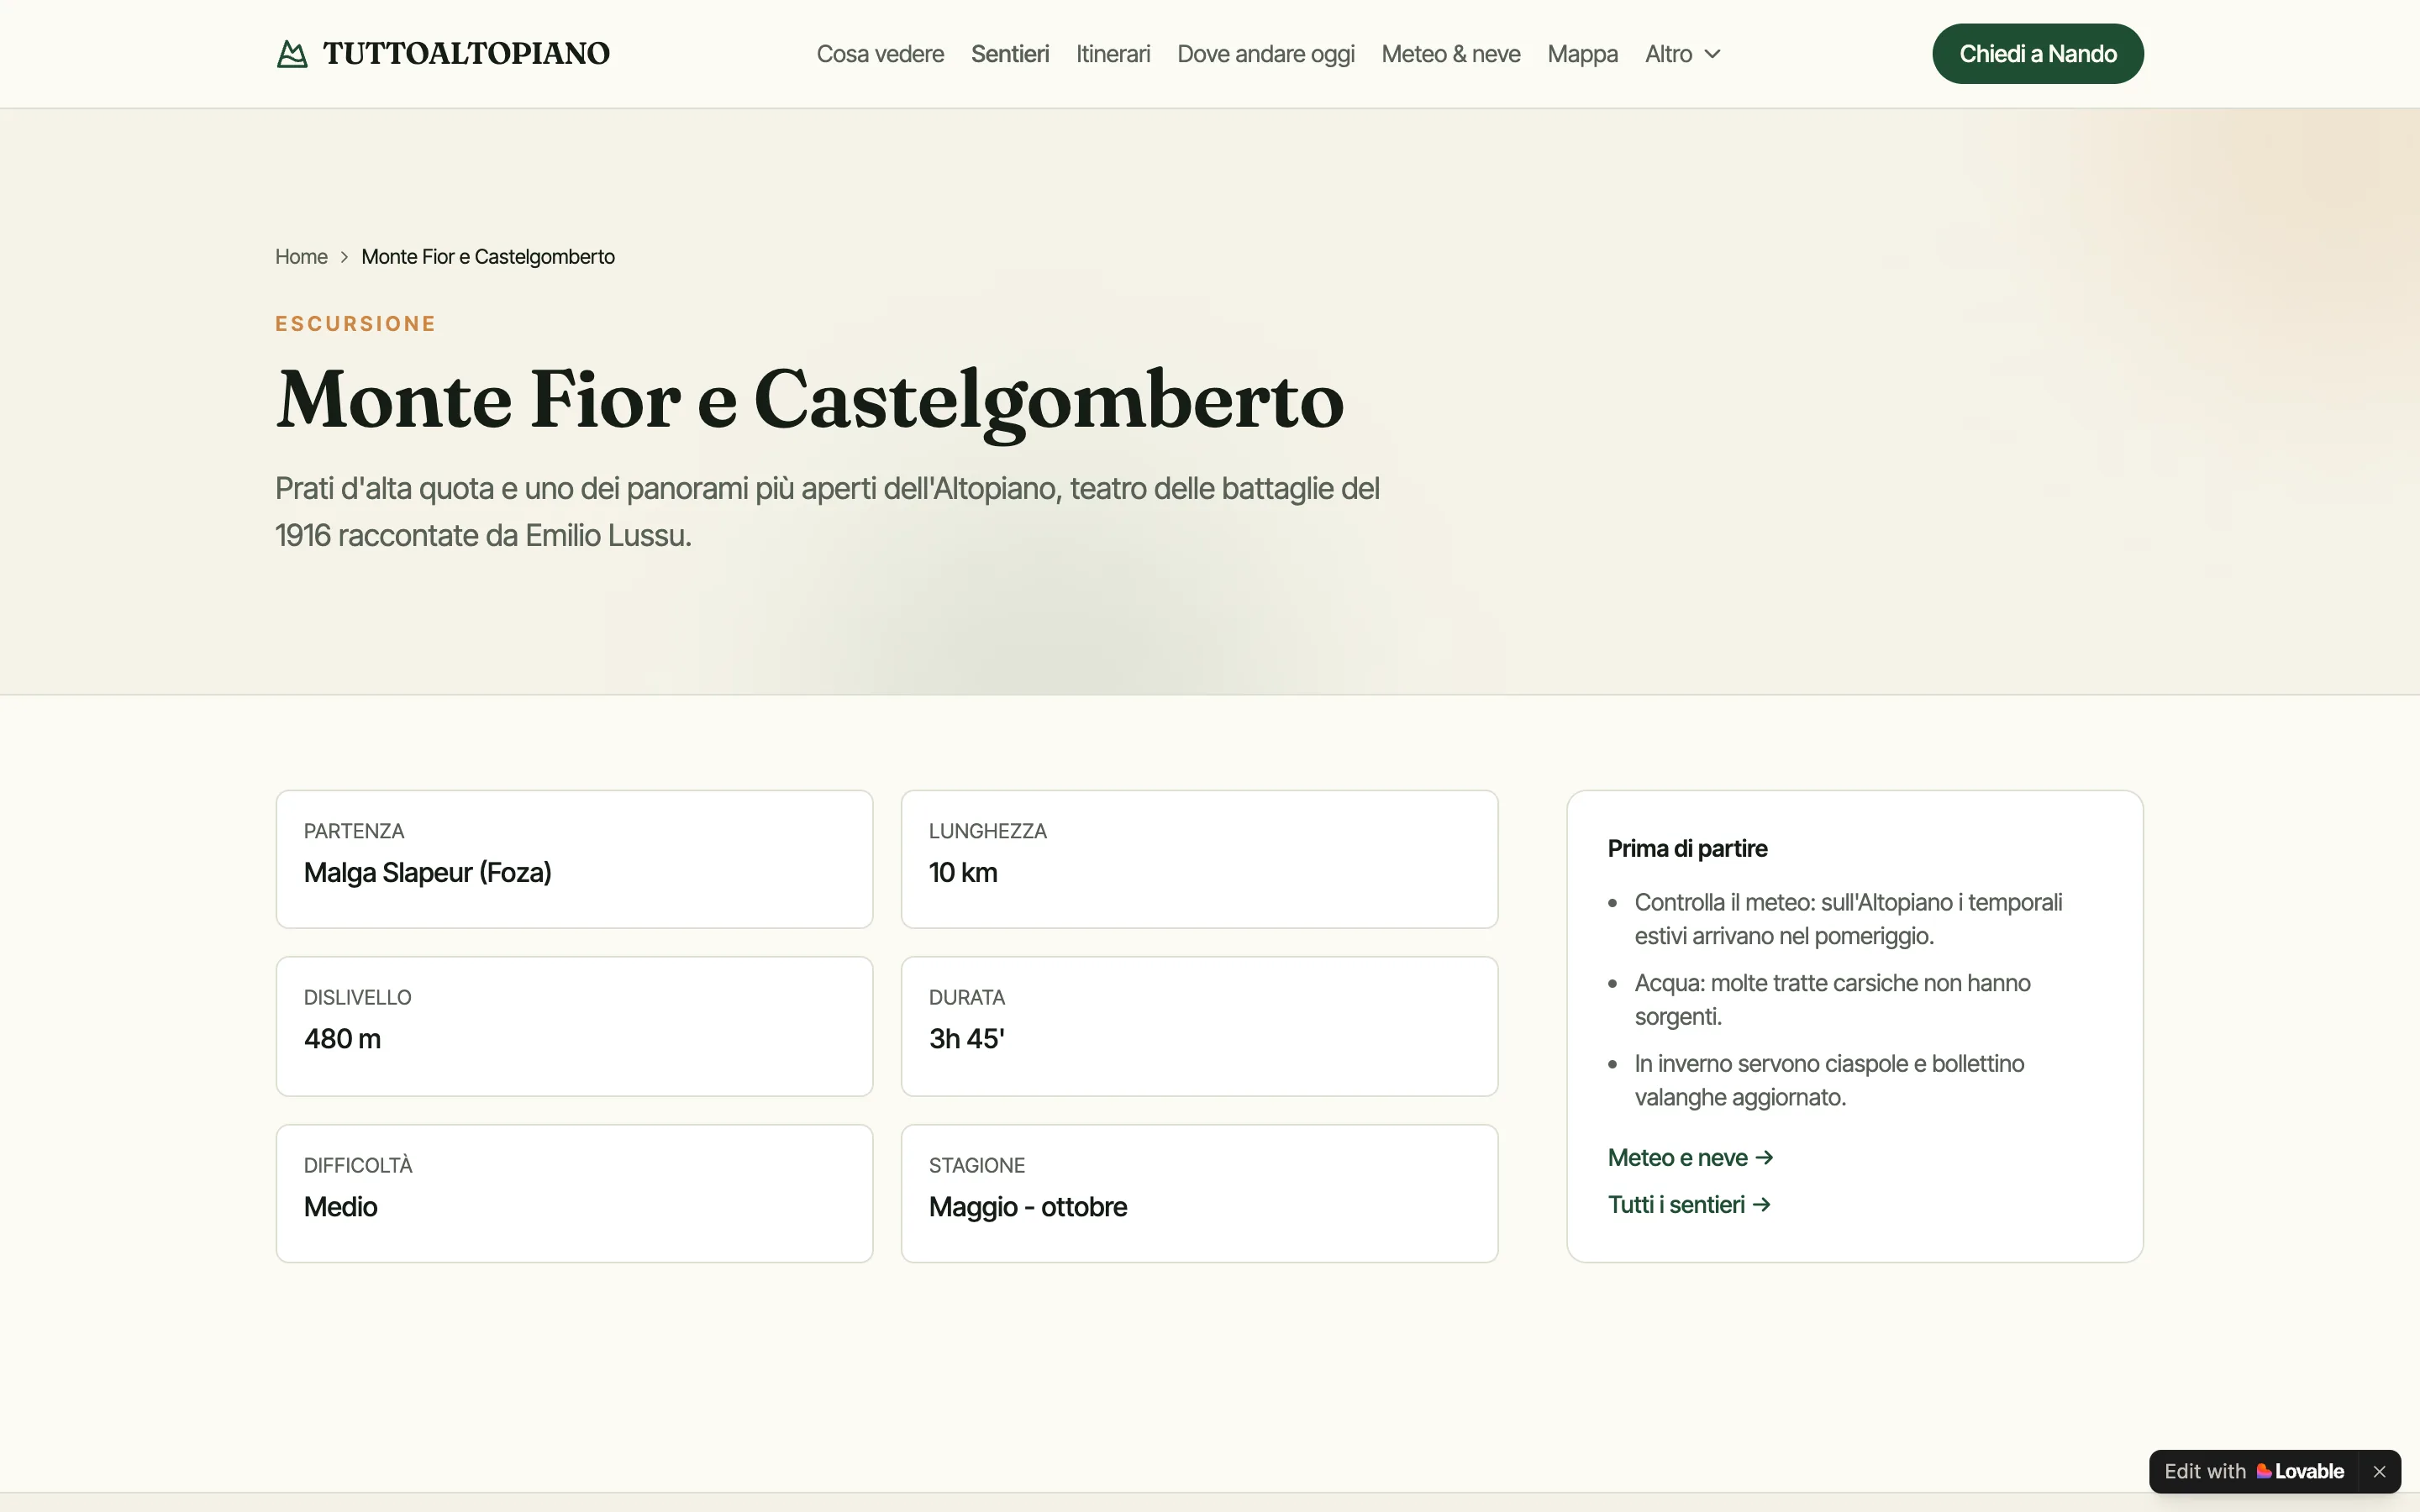 TUTTOALTOPIANO
Cosa vedere
Sentieri
Itinerari
Dove andare oggi
Meteo & neve
Mappa
Altro
Chiedi a Nando
Home > Monte Fior e Castelgomberto
ESCURSIONE
Monte Fior e Castelgomberto
Prati d'alta quota e uno dei panorami più aperti dell'Altopiano, teatro delle battaglie del
1916 raccontate da Emilio Lussu.
PARTENZA
Malga Slapeur (Foza)
LUNGHEZZA
10 km
DISLIVELLO
480 m
DURATA
3h 45'
DIFFICOLTÀ
Medio
STAGIONE
Maggio - ottobre
Prima di partire
• Controlla il meteo: sull'Altopiano i temporali
estivi arrivano nel pomeriggio.
• Acqua: molte tratte carsiche non hanno
sorgenti.
• In inverno servono ciaspole e bollettino
valanghe aggiornato.
Meteo e neve →
Tutti i sentieri →
Edit with Lovable